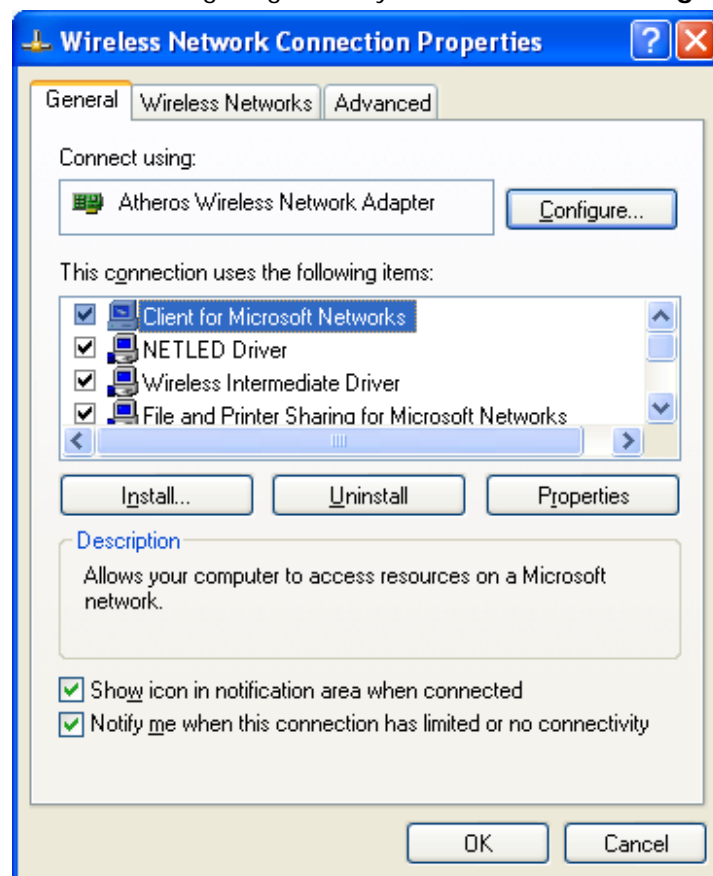 Wireless Network Connection Properties
General Wireless Networks Advanced
Connect using:
Atheros Wireless Network Adapter Configure...
This connection uses the following items:
Client for Microsoft Networks
NETLED Driver
Wireless Intermediate Driver
File and Printer Sharing for Microsoft Networks
Install... Uninstall Properties
Description
Allows your computer to access resources on a Microsoft
network.
Show icon in notification area when connected
Notify me when this connection has limited or no connectivity
OK Cancel